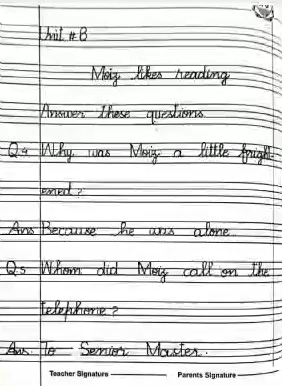 Unit # 8
Moiz likes reading
Answer these questions.
Q.4 Why was Moiz a little fright-
ened ?
Ans Because he was alone.
Q.5 Whom did Moiz call on the
telephone ?
Ans. To Senior Master.
Teacher Signature Parents Signature